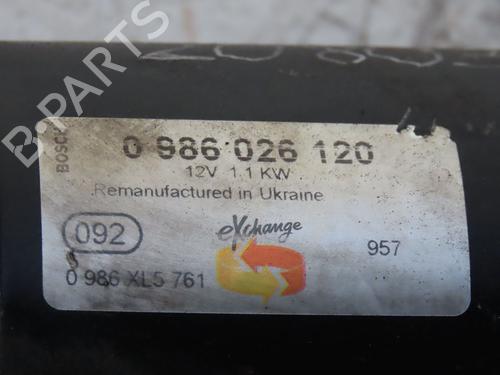 B-PARTS
BOSCH
0 986 026 120
12V 1.1 KW
Remanufactured in Ukraine
092
eXchange
957
0 986 XL5 761